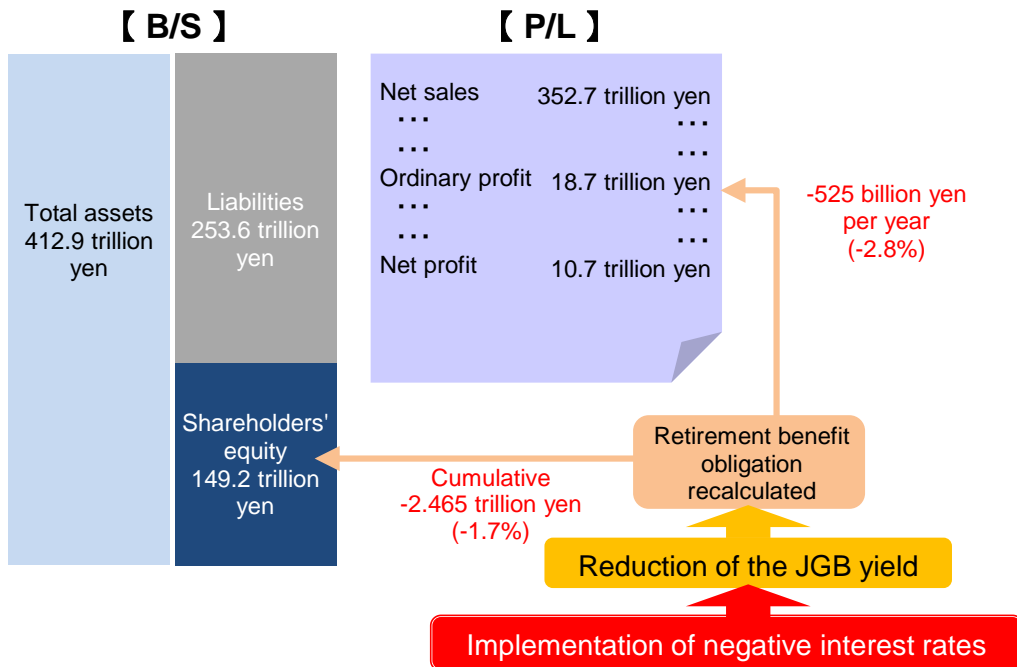 【 B/S 】
【 P/L 】
Total assets
412.9 trillion
yen
Liabilities
253.6 trillion
yen
Shareholders'
equity
149.2 trillion
yen
Net sales 352.7 trillion yen
… …
… …
Ordinary profit 18.7 trillion yen
… …
… …
Net profit 10.7 trillion yen
-525 billion yen
per year
(-2.8%)
Cumulative
-2.465 trillion yen
(-1.7%)
Retirement benefit
obligation
recalculated
Reduction of the JGB yield
Implementation of negative interest rates